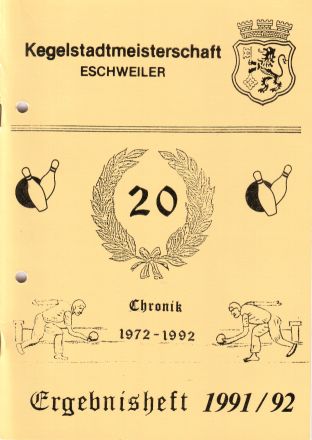 Kegelstadtmeisterschaft
ESCHWEILER
20
Chronik
1972-1992
Ergebnisheft 1991/92